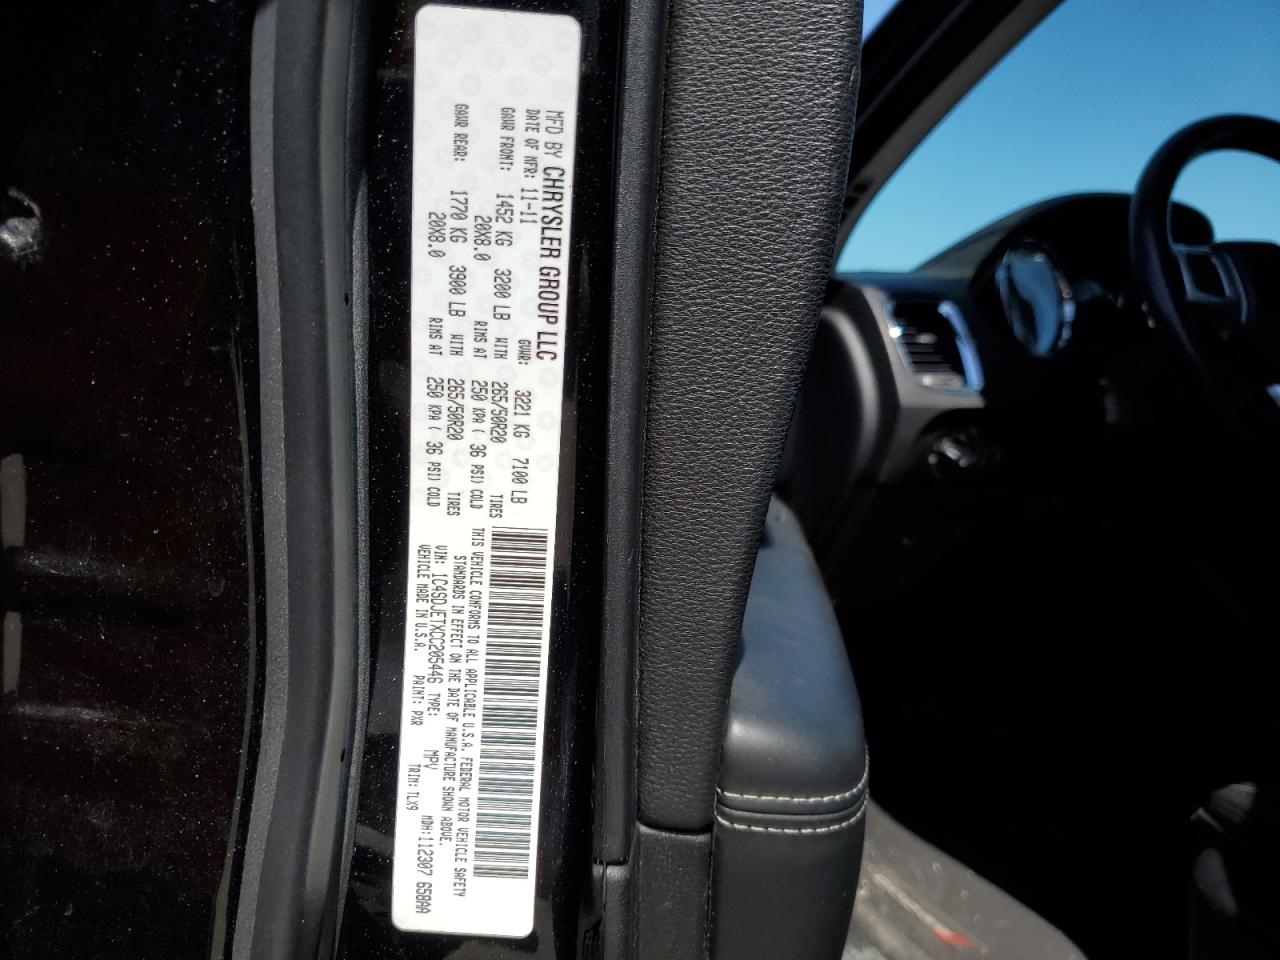 MFD BY CHRYSLER GROUP LLC
DATE OF MFR: 11-11 GVWR: 3221 KG 7100 LB
GAWR FRONT: 1452 KG 3200 LB WITH 265/50R20 TIRES
20X8.0 RIMS AT 250 KPA ( 36 PSI) COLD
GAWR REAR: 1770 KG 3900 LB WITH 265/50R20 TIRES
20X8.0 RIMS AT 250 KPA ( 36 PSI) COLD
THIS VEHICLE CONFORMS TO ALL APPLICABLE U.S.A. FEDERAL MOTOR VEHICLE SAFETY
STANDARDS IN EFFECT ON THE DATE OF MANUFACTURE SHOWN ABOVE.
VIN: 1C4SDJETXCC205446 TYPE: MPV MDH:112307 658AA
VEHICLE MADE IN U.S.A. PAINT: PXR TRIM:TLX9